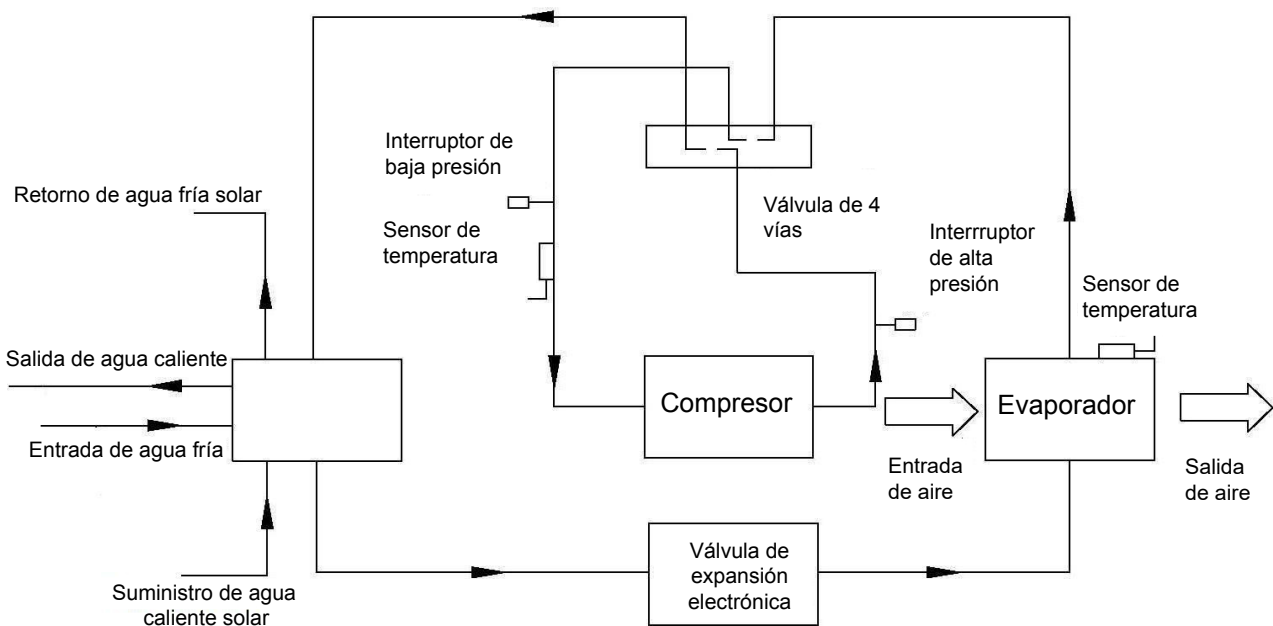 Interruptor de
baja presión
Retorno de agua fría solar
Sensor de
temperatura
Válvula de 4
vías
Interrruptor
de alta
presión
Sensor de
temperatura
Salida de agua caliente
Entrada de agua fría
Compresor
Evaporador
Entrada
de aire
Salida
de aire
Válvula de
expansión
electrónica
Suministro de agua
caliente solar